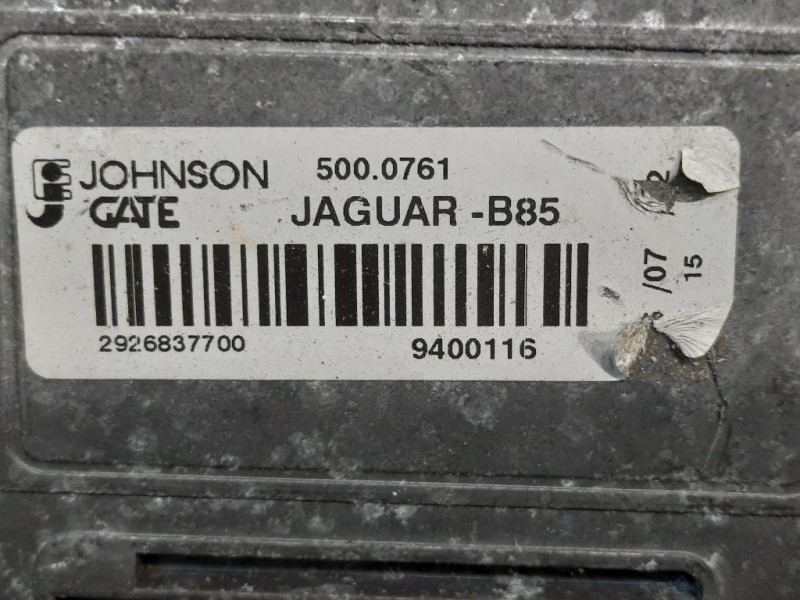 JOHNSON
GATE
500.0761
JAGUAR -B85
2926837700
9400116
/07
15